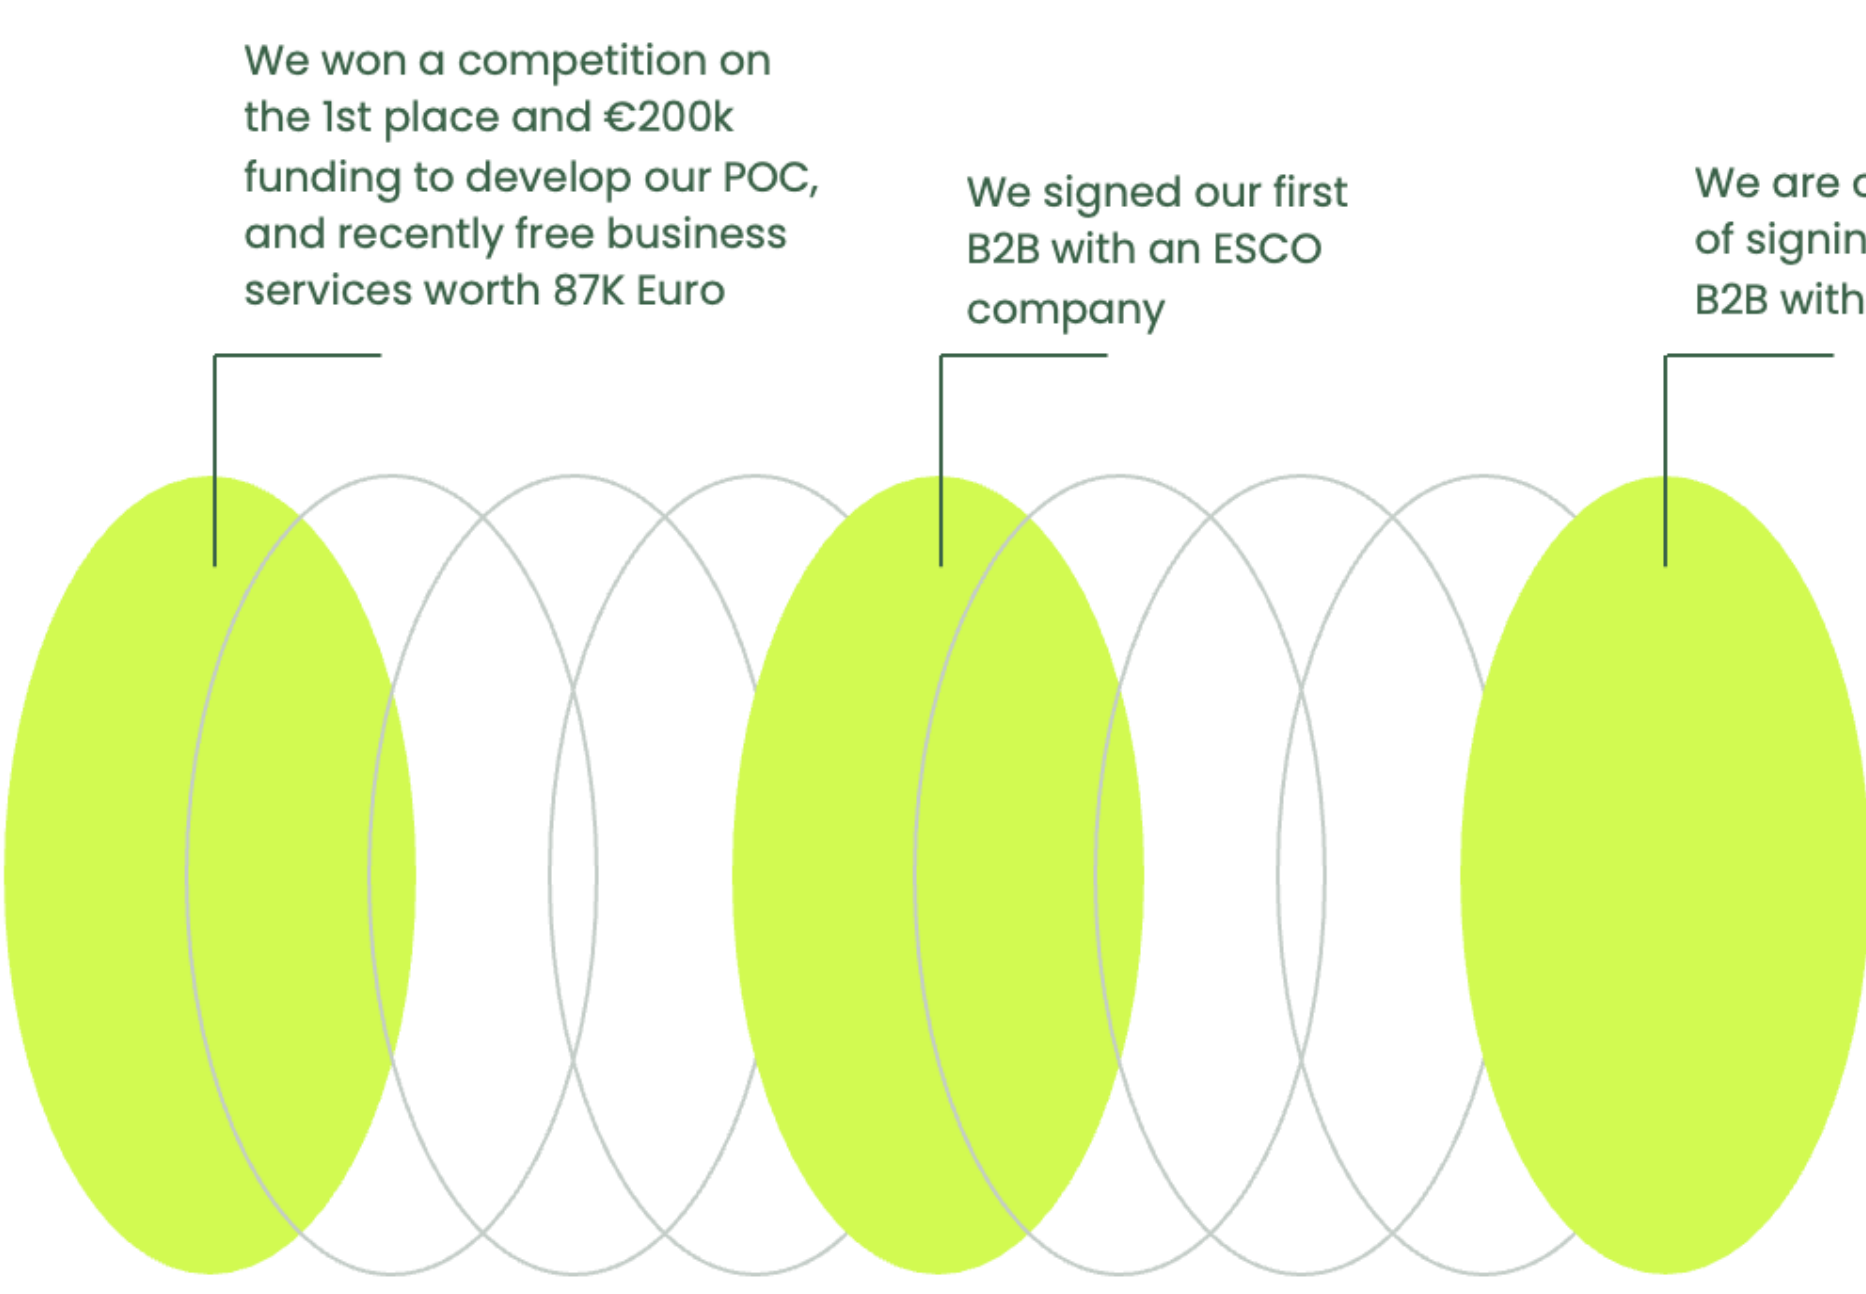 We won a competition on
the 1st place and €200k
funding to develop our POC,
and recently free business
services worth 87K Euro
We signed our first
B2B with an ESCO
company
We are
of
B2B with